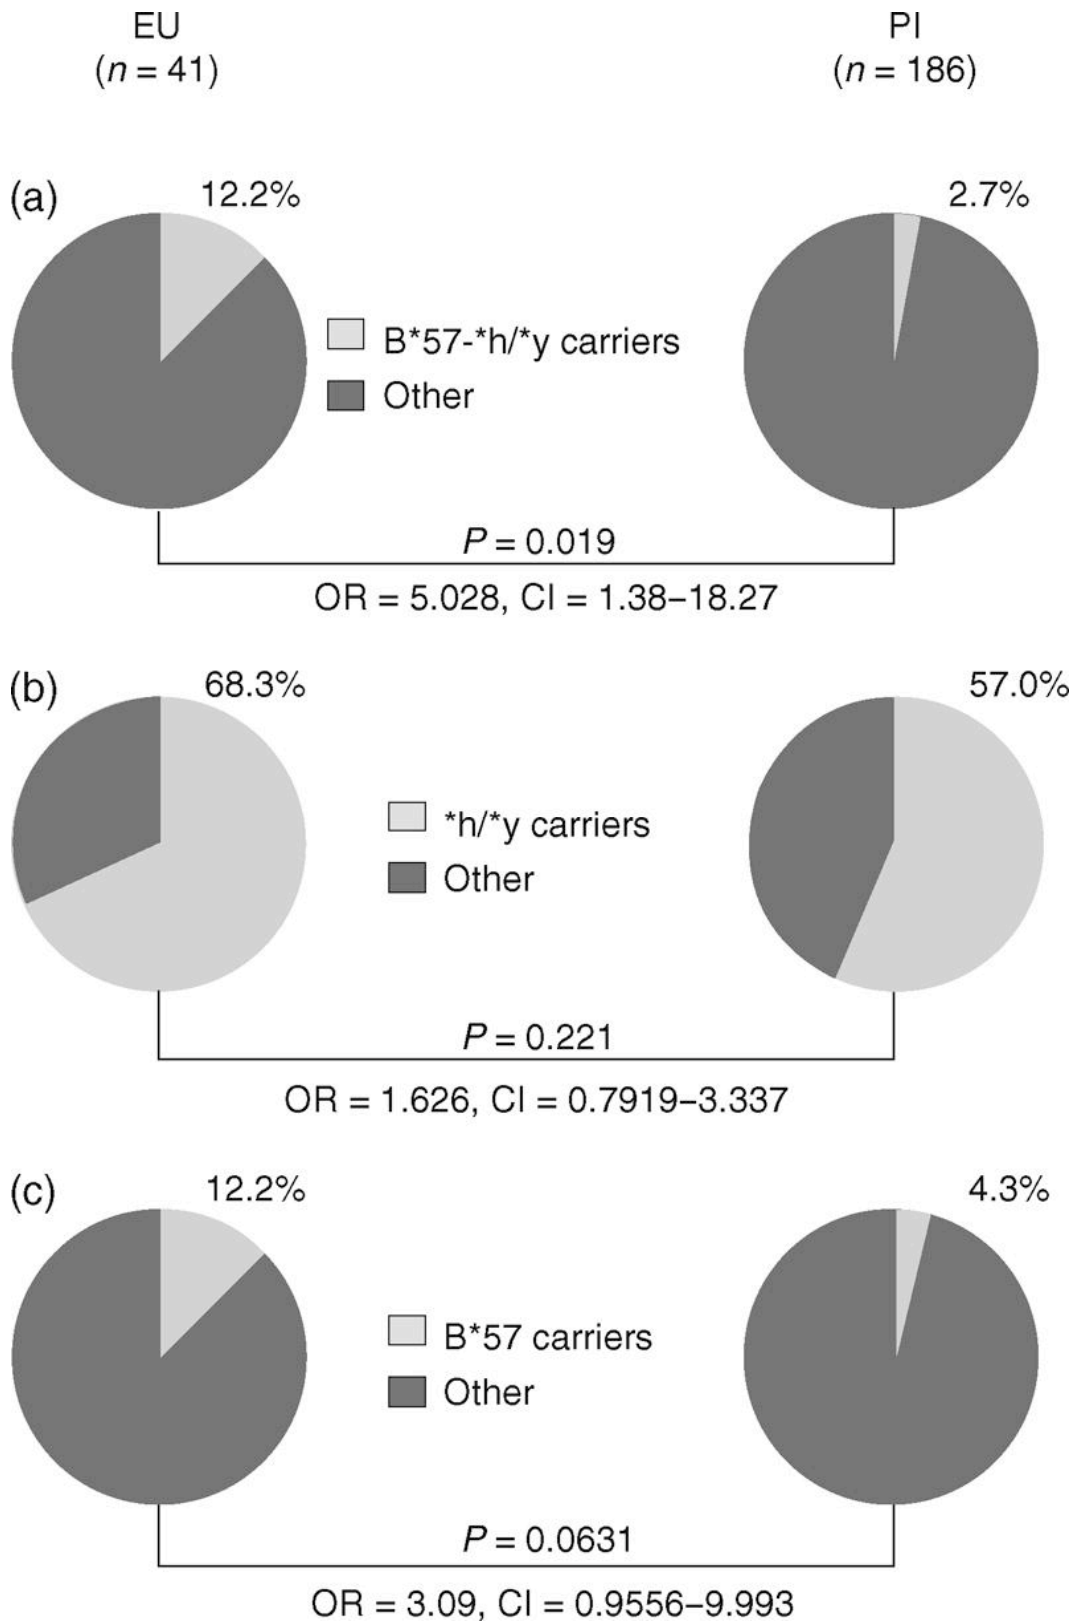 EU
(n = 41)
PI
(n = 186)
(a)
12.2%
2.7%
B*57-*h/*y carriers
Other
P = 0.019
OR = 5.028, CI = 1.38–18.27
(b)
68.3%
57.0%
*h/*y carriers
Other
P = 0.221
OR = 1.626, CI = 0.7919–3.337
(c)
12.2%
4.3%
B*57 carriers
Other
P = 0.0631
OR = 3.09, CI = 0.9556–9.993